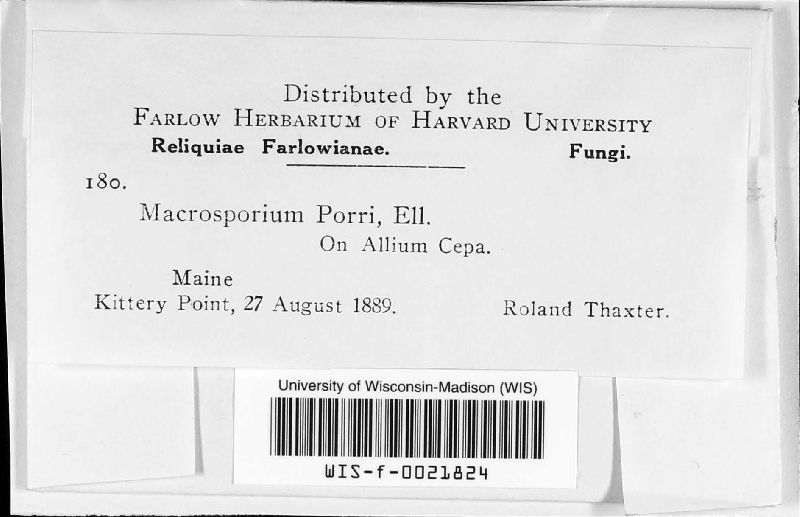 Distributed by the
FARLOW HERBARIUM OF HARVARD UNIVERSITY
Reliquiae Farlowianae. Fungi.
180.
Macrosporium Porri, Ell.
On Allium Cepa.
Maine
Kittery Point, 27 August 1889. Roland Thaxter.
University of Wisconsin-Madison (WIS)
WIS-f-0021824